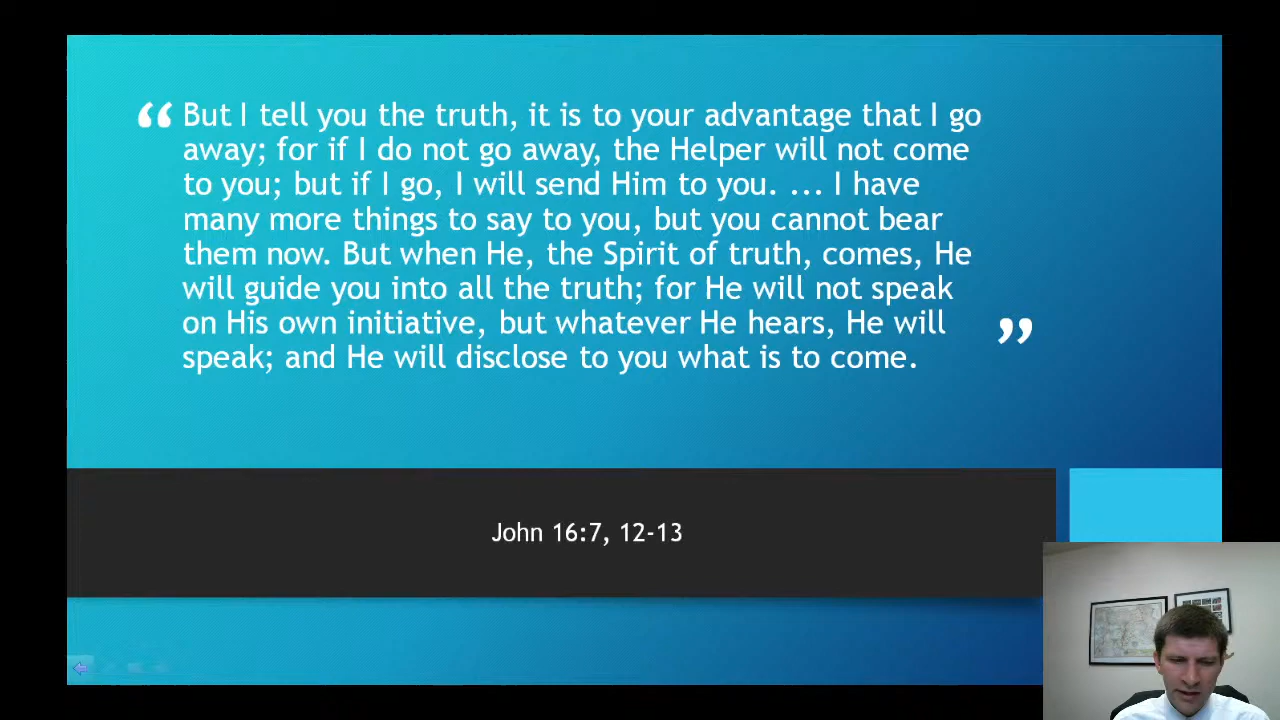 “ But I tell you the truth, it is to your advantage that I go
away; for if I do not go away, the Helper will not come
to you; but if I go, I will send Him to you. ... I have
many more things to say to you, but you cannot bear
them now. But when He, the Spirit of truth, comes, He
will guide you into all the truth; for He will not speak
on His own initiative, but whatever He hears, He will
speak; and He will disclose to you what is to come. ”
John 16:7, 12-13